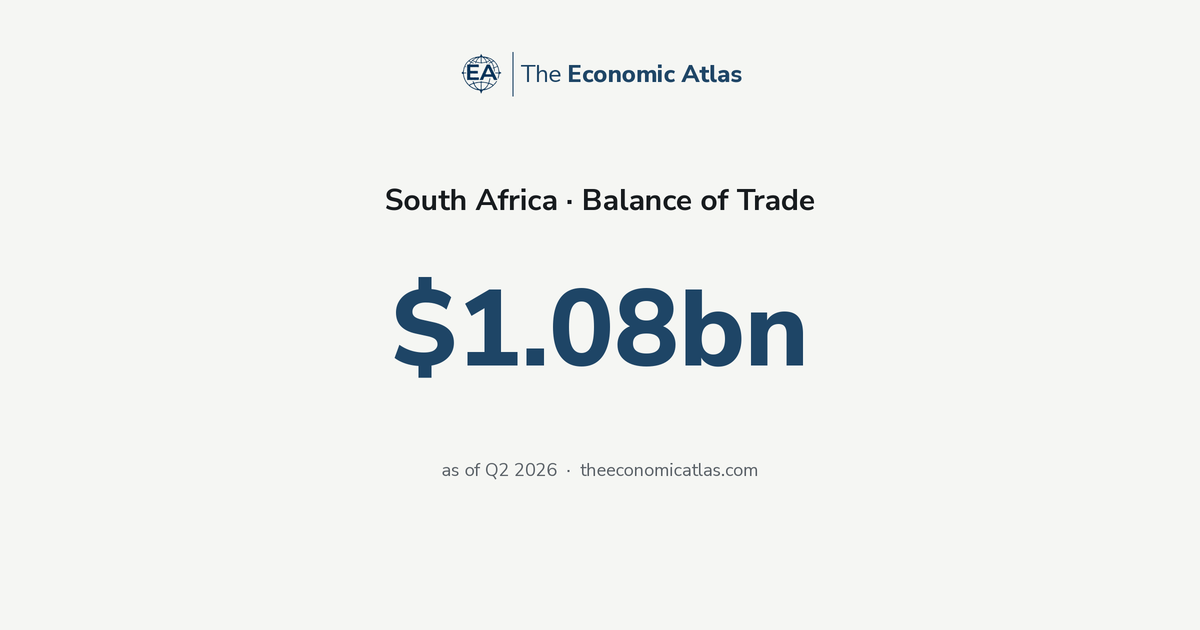 EA The Economic Atlas
South Africa · Balance of Trade
$1.08bn
as of Q2 2026 · theeconomicatlas.com